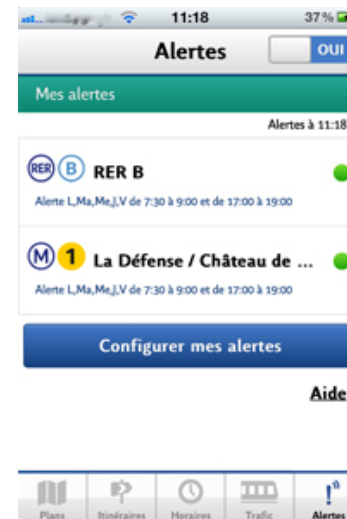 11:18 37%
Alertes OUI
Mes alertes
Alertes à 11:18
RER B RER B
Alerte L,Ma,Me,J,V de 7:30 à 9:00 et de 17:00 à 19:00
M 1 La Défense / Château de ...
Alerte L,Ma,Me,J,V de 7:30 à 9:00 et de 17:00 à 19:00
Configurer mes alertes
Aide
Plans Itinéraires Horaires Trafic Alertes